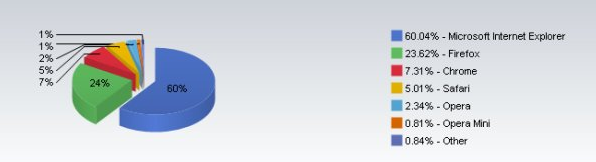 1%
1%
2%
5%
7%
24%
60%
60.04% - Microsoft Internet Explorer
23.62% - Firefox
7.31% - Chrome
5.01% - Safari
2.34% - Opera
0.81% - Opera Mini
0.84% - Other